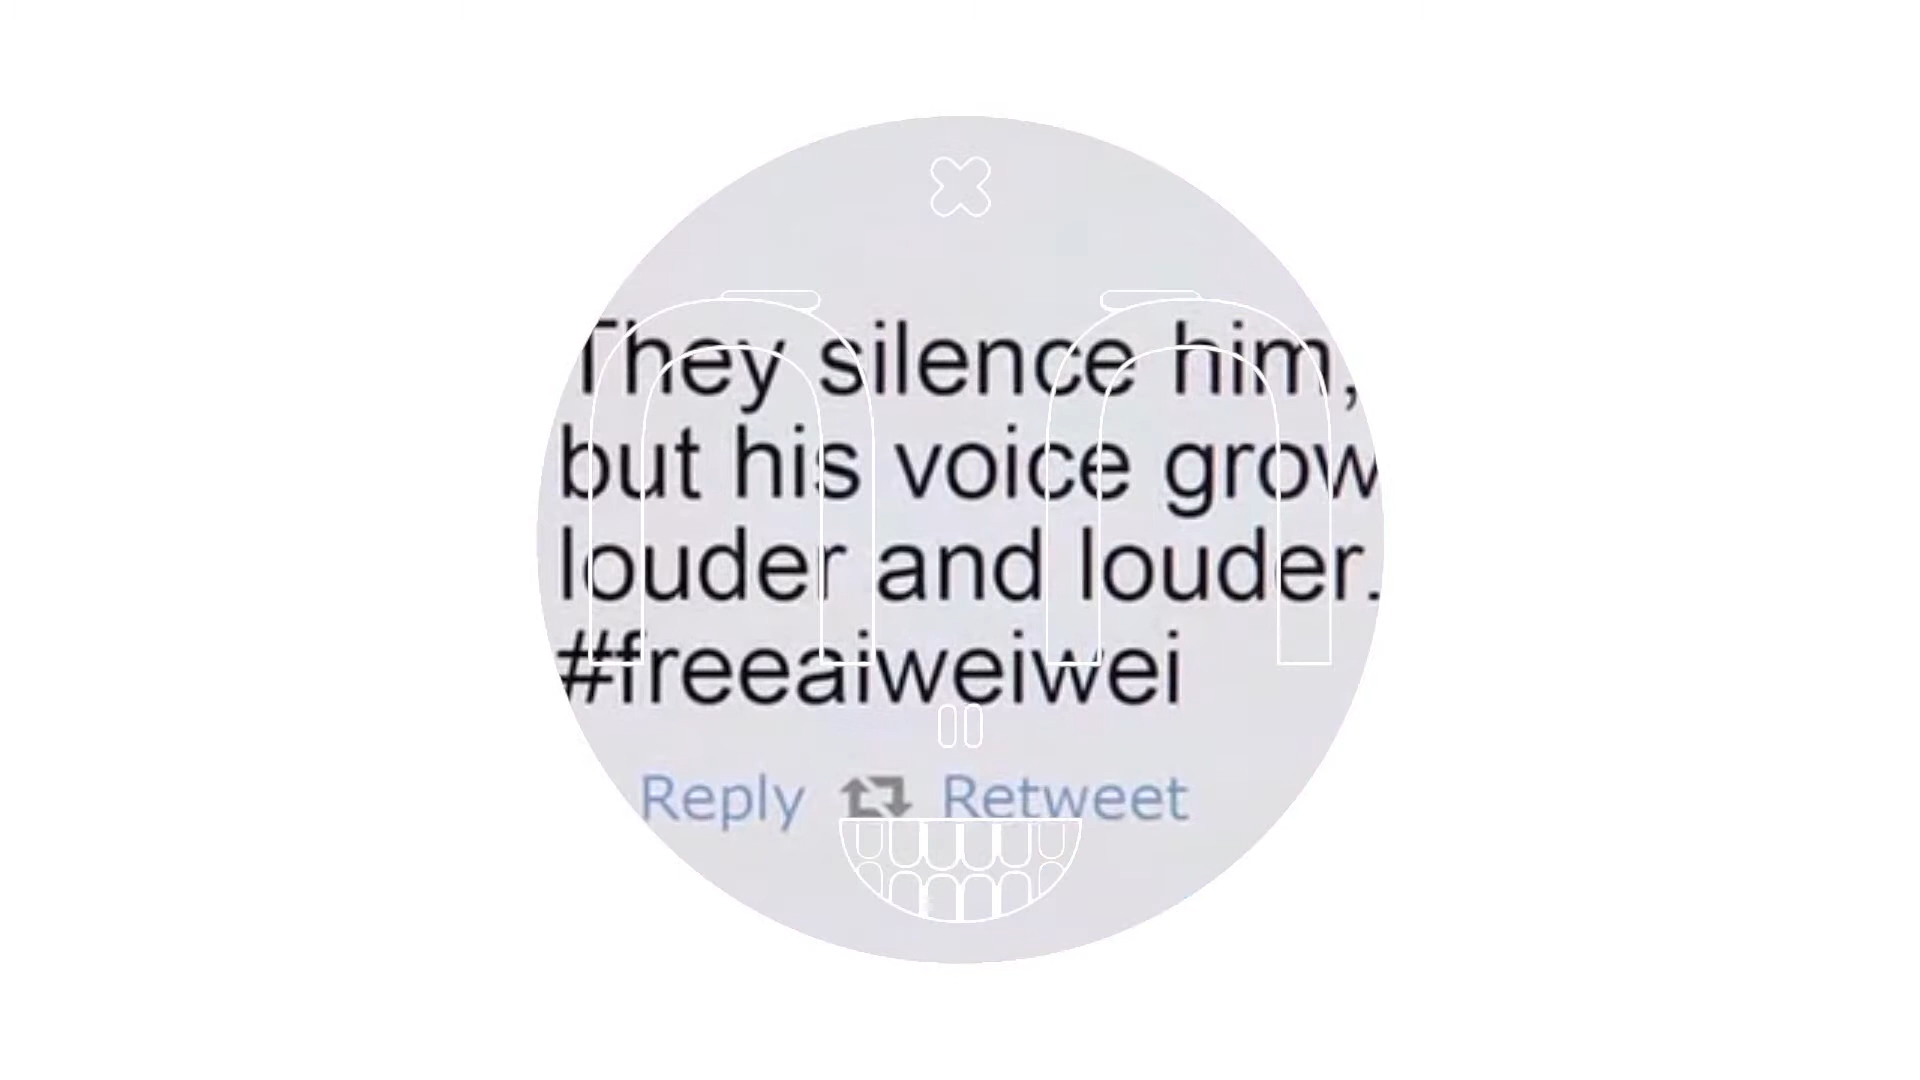 They silence him,
but his voice grow
louder and louder.
#freeaiweiwei
Reply Retweet